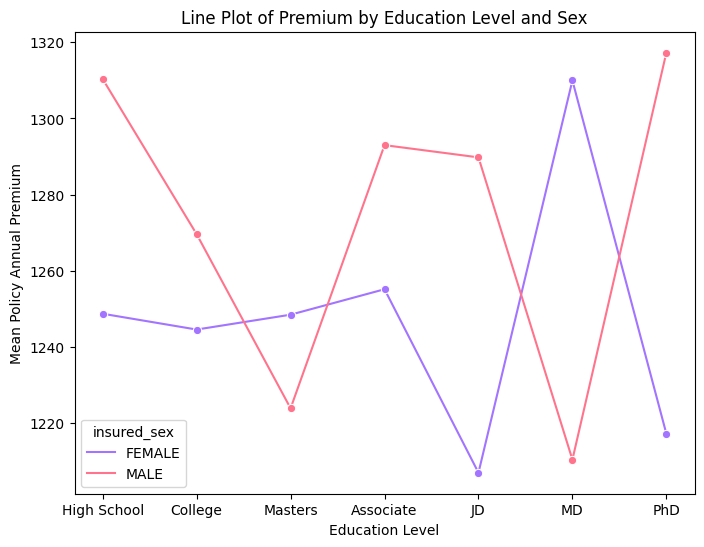 Line Plot of Premium by Education Level and Sex
Mean Policy Annual Premium
1320
1300
1280
1260
1240
1220
insured_sex
FEMALE
MALE
High School College Masters Associate JD MD PhD
Education Level